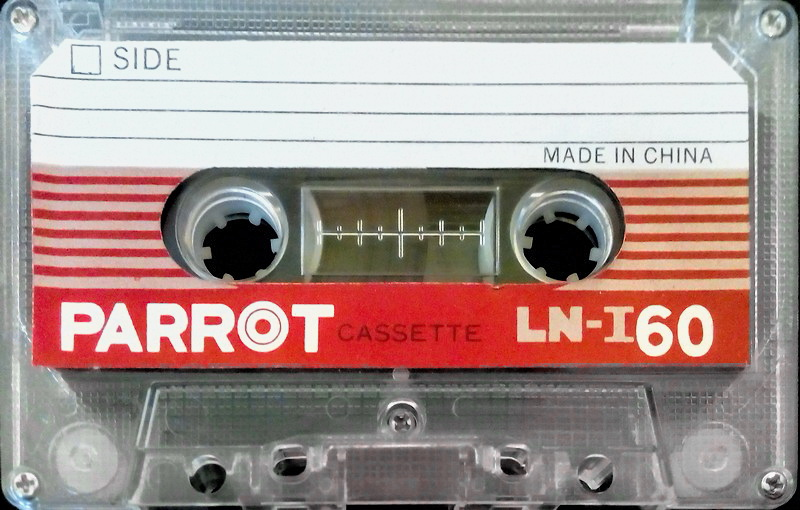 SIDE
MADE IN CHINA
PARROT CASSETTE LN-I60